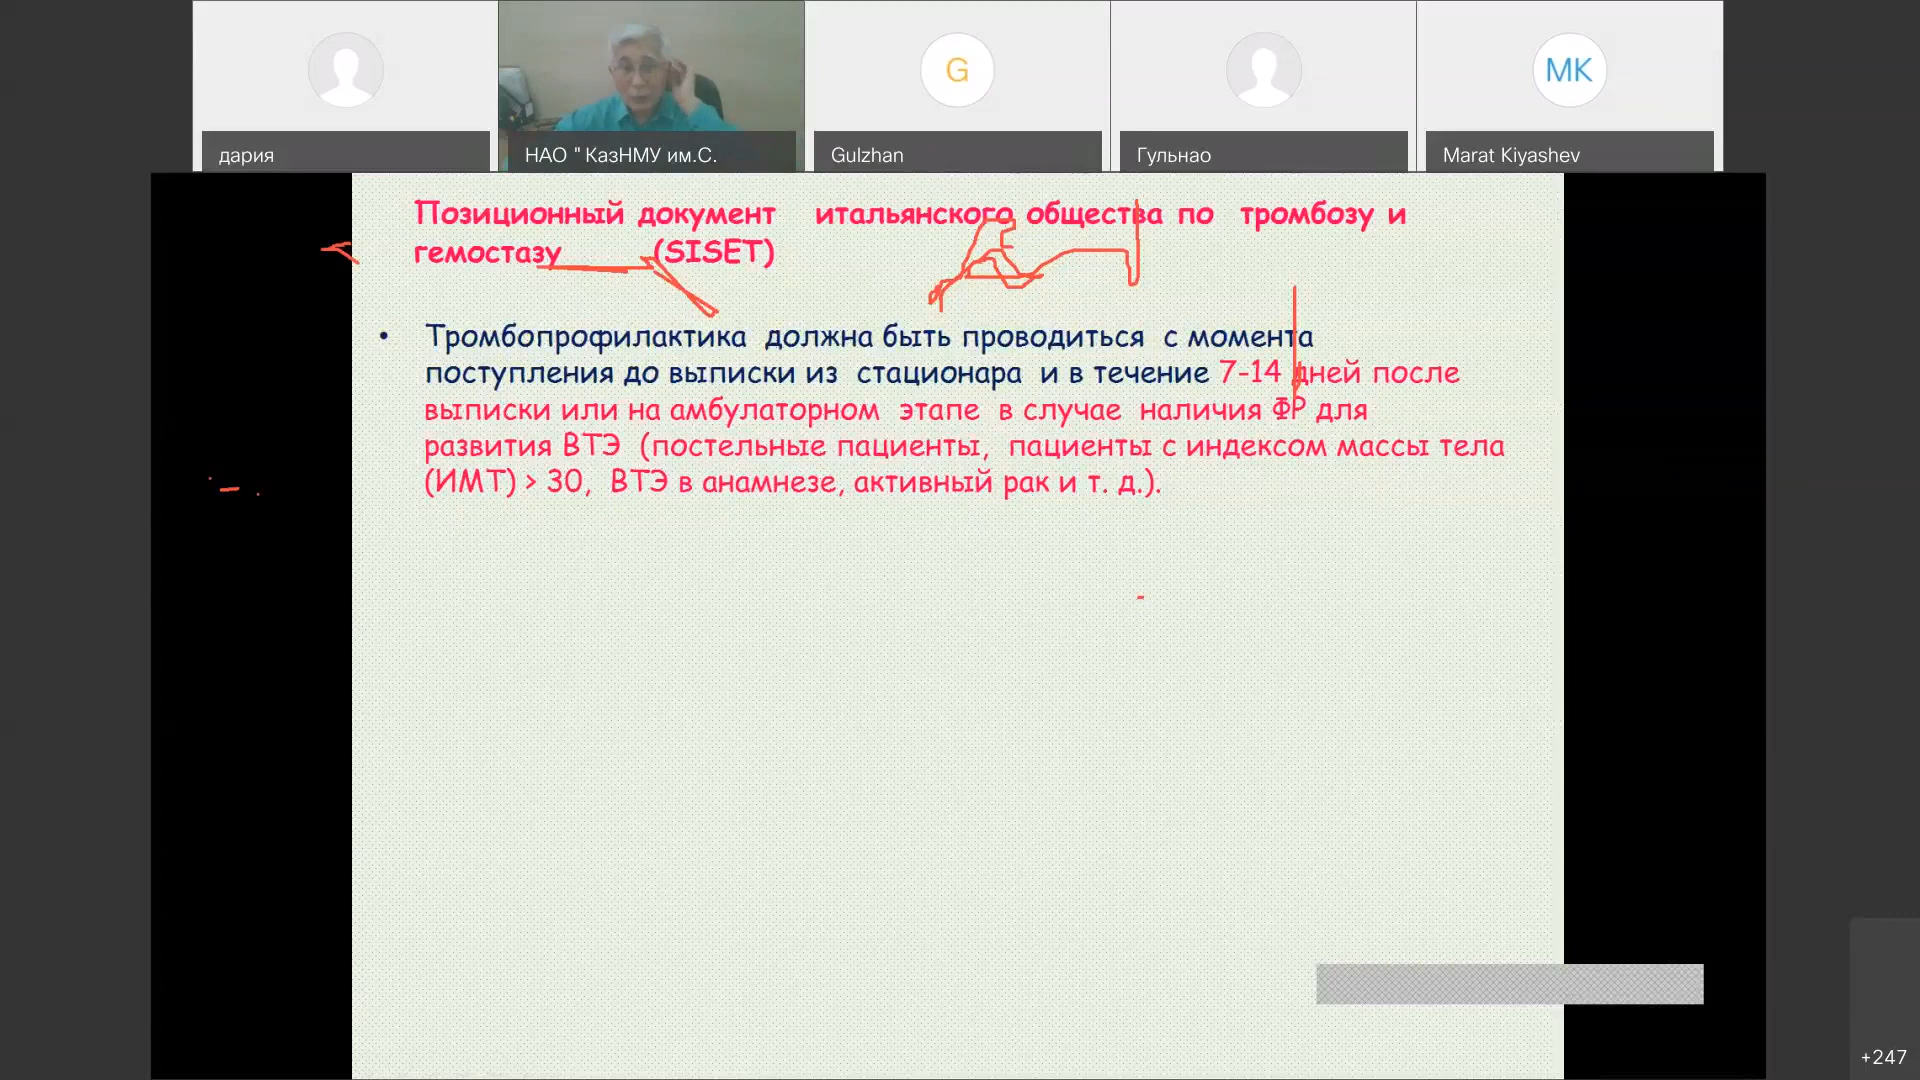 дария
НАО " КазНМУ им.С.
G
Gulzhan
Гульнао
MK
Marat Kiyashev
Позиционный документ итальянского общества по тромбозу и
гемостазу (SISET)
• Тромбопрофилактика должна быть проводиться с момента
поступления до выписки из стационара и в течение 7-14 дней после
выписки или на амбулаторном этапе в случае наличия ФР для
развития ВТЭ (постельные пациенты, пациенты с индексом массы тела
(ИМТ) > 30, ВТЭ в анамнезе, активный рак и т. д.).
+247